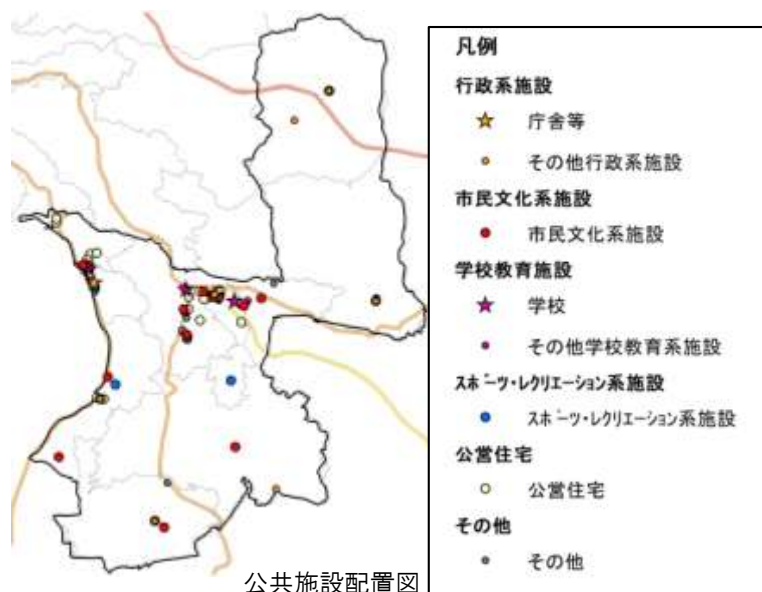 凡例
行政系施設
庁舎等
その他行政系施設
市民文化系施設
市民文化系施設
学校教育施設
学校
その他学校教育系施設
スポーツ・レクリエーション系施設
スポーツ・レクリエーション系施設
公営住宅
公営住宅
その他
その他
公共施設配置図